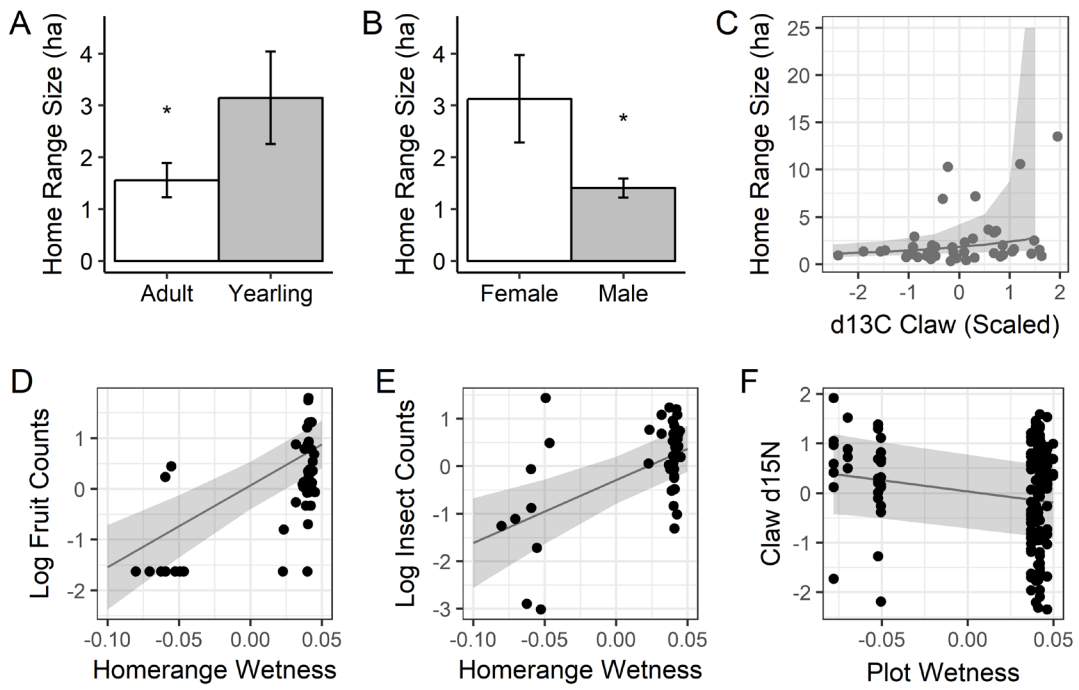 A
Home Range Size (ha)
4
3
2
1
0
*
Adult Yearling
B
Home Range Size (ha)
4
3
2
1
0
*
Female Male
C
Home Range Size (ha)
25
20
15
10
5
0
-2 -1 0 1 2
d13C Claw (Scaled)
D
Log Fruit Counts
1
0
-1
-2
-0.10 -0.05 0.00 0.05
Homerange Wetness
E
Log Insect Counts
1
0
-1
-2
-3
-0.10 -0.05 0.00 0.05
Homerange Wetness
F
Claw d15N
2
1
0
-1
-2
-0.05 0.00 0.05
Plot Wetness